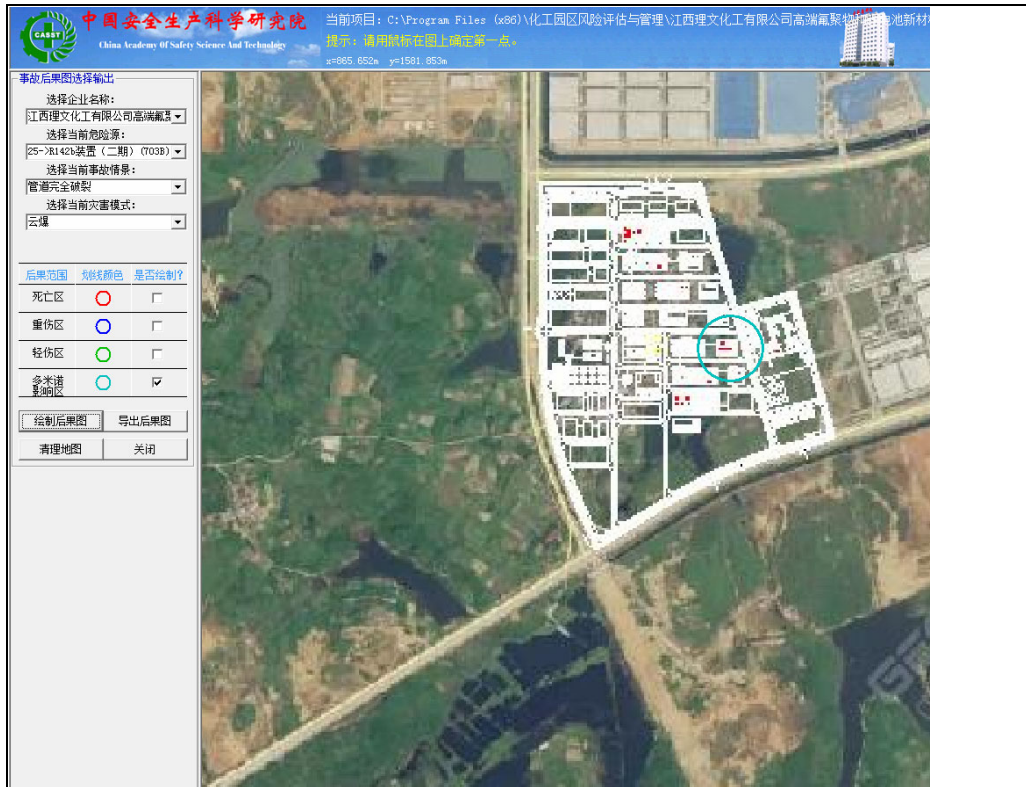 CASST
中国安全生产科学研究院
China Academy Of Safety Science And Technology
当前项目：C:\Program Files (x86)\化工园区风险评估与管理\江西理文化工有限公司高端氟聚物
池新材
提示：请用鼠标在图上确定第一点。
x=865.652m y=1581.853m
事故后果图选择输出
选择企业名称：
江西理文化工有限公司高端氟
选择当前危险源：
25->R142b装置（二期）（703B）
选择当前事故情景：
管道完全破裂
选择当前灾害模式：
云爆
后果范围 划线颜色 是否绘制?
死亡区
重伤区
轻伤区
多米诺
影响区
绘制后果图 导出后果图
清理地图 关闭